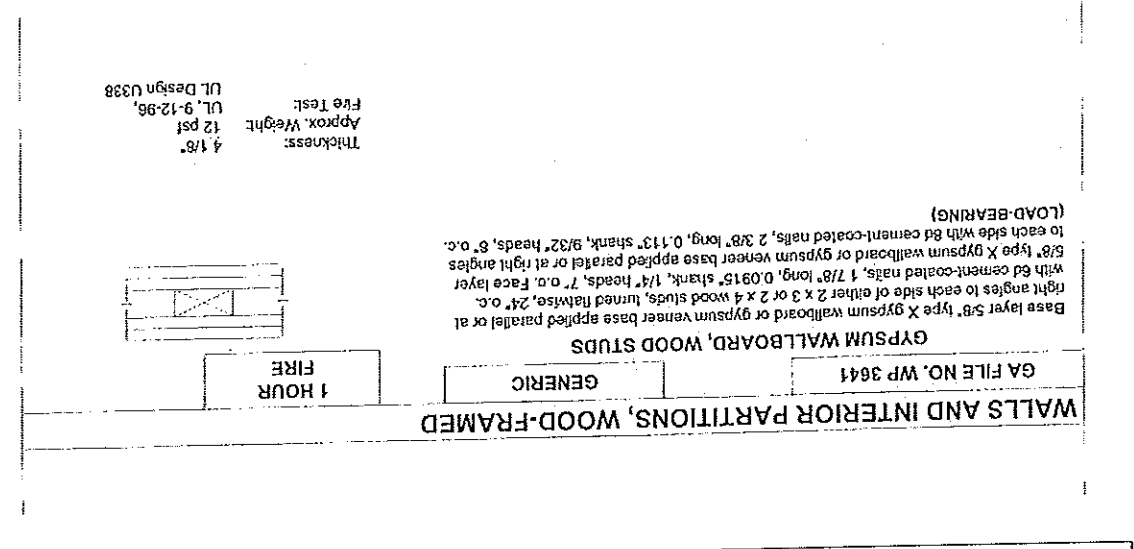 WALLS AND INTERIOR PARTITIONS, WOOD-FRAMED
GA FILE NO. WP 3641
GENERIC
1 HOUR
FIRE
GYPSUM WALLBOARD, WOOD STUDS
Base layer 5/8" type X gypsum wallboard or gypsum veneer base applied parallel or at
right angles to each side of either 2 x 3 or 2 x 4 wood studs, turned flatwise, 24" o.c.
with 6d cement-coated nails, 1 7/8" long, 0.0915" shank, 1/4" heads, 7" o.c. Face layer
5/8" type X gypsum wallboard or gypsum veneer base applied parallel or at right angles
to each side with 8d cement-coated nails, 2 3/8" long, 0.113" shank, 9/32" heads, 8" o.c.
(LOAD-BEARING)
Thickness: 4 1/8"
Approx. Weight: 12 psf
Fire Test: UL, 9-12-96,
UL Design U338